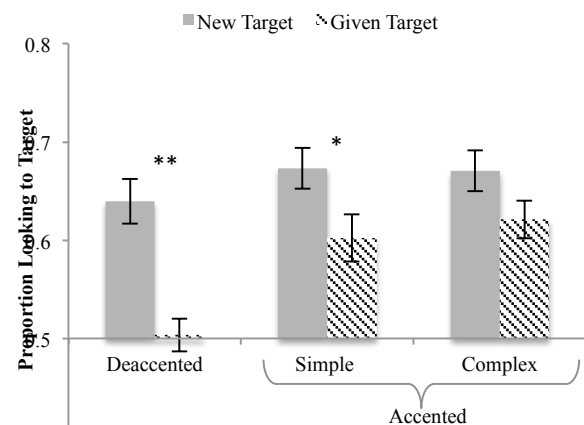 New Target Given Target
Proportion Looking to Target
0.8
0.7
0.6
0.5
**
*
Deaccented Simple Complex
Accented